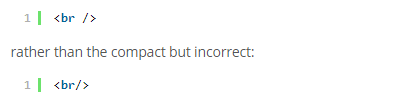 1 <br />
rather than the compact but incorrect:
1 <br/>